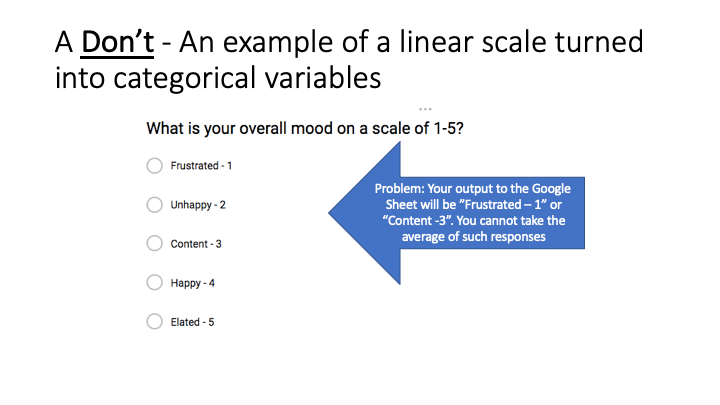 A Don't - An example of a linear scale turned
into categorical variables
What is your overall mood on a scale of 1-5?
Frustrated - 1
Unhappy - 2
Content - 3
Happy - 4
Elated - 5
Problem: Your output to the Google
Sheet will be "Frustrated – 1" or
"Content -3". You cannot take the
average of such responses